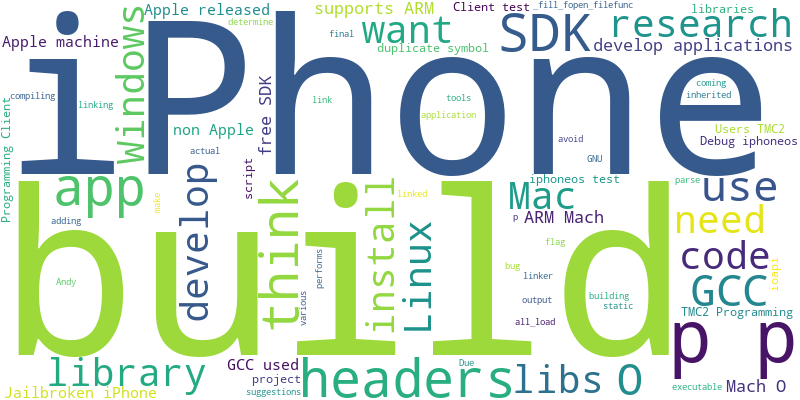 Apple released
supports ARM
Client test
_fill_fopen_filefunc
libraries
determine
iPhone
Windows
want
SDK
research
Apple machine
final
duplicate symbol
develop applications
free SDK
compiling
linking
link
tools
coming
inherited
Programming Client
non Apple
application
Users TMC2
avoid
Debug iphoneos
actual
GNU
script
iphoneos test
parse
app
develop
think
install
Linux
linked
Mac
use
make
p
ARM Mach
need
adding
build
flag
code
performs
bug
linker
ioapi
Andy
GCC
various
output
building
static
TMC2 Programming
all_load
p p
library
GCC used
Due
headers
libs
O
project
suggestions
executable
Mach O
Jailbroken iPhone